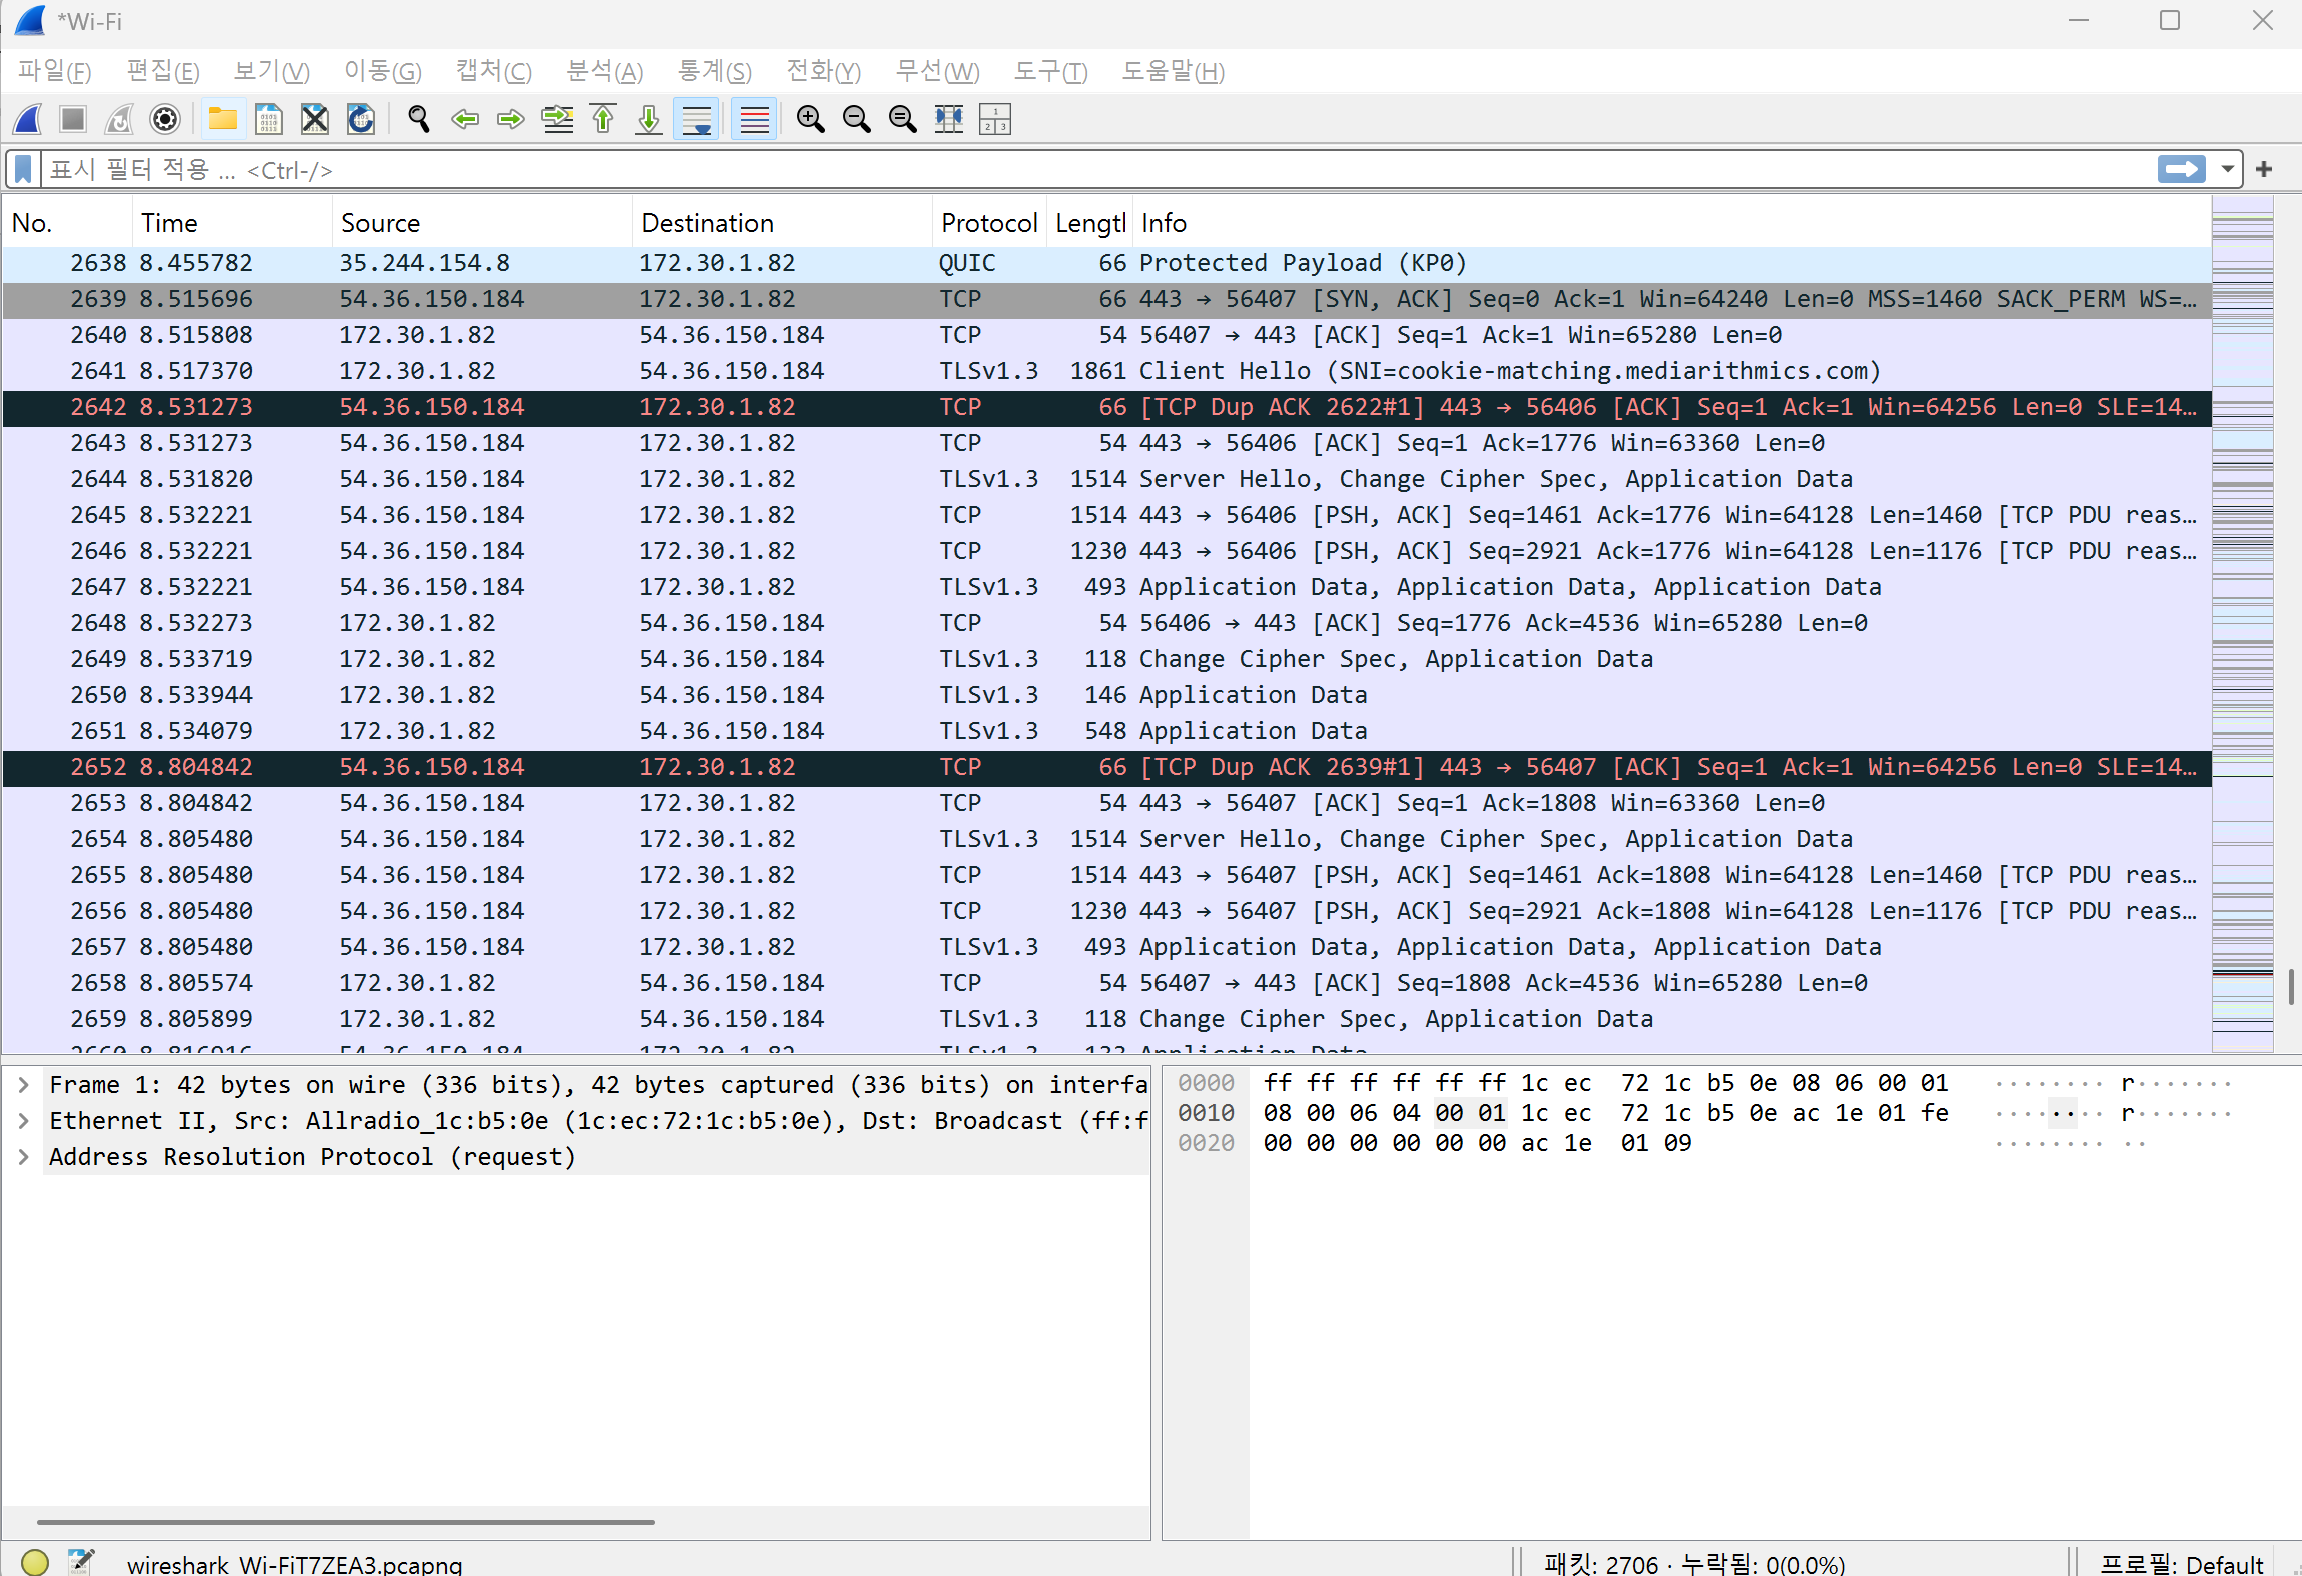 *Wi-Fi
파일(F) 편집(E) 보기(V) 이동(G) 캡처(C) 분석(A) 통계(S) 전화(Y) 무선(W) 도구(T) 도움말(H)
표시 필터 적용 … <Ctrl-/>
No. Time Source Destination Protocol Lengtl Info
2638 8.455782 35.244.154.8 172.30.1.82 QUIC 66 Protected Payload (KP0)
2639 8.515696 54.36.150.184 172.30.1.82 TCP 66 443 → 56407 [SYN, ACK] Seq=0 Ack=1 Win=64240 Len=0 MSS=1460 SACK_PERM WS=…
2640 8.515808 172.30.1.82 54.36.150.184 TCP 54 56407 → 443 [ACK] Seq=1 Ack=1 Win=65280 Len=0
2641 8.517370 172.30.1.82 54.36.150.184 TLSv1.3 1861 Client Hello (SNI=cookie-matching.mediarithmics.com)
2642 8.531273 54.36.150.184 172.30.1.82 TCP 66 [TCP Dup ACK 2622#1] 443 → 56406 [ACK] Seq=1 Ack=1 Win=64256 Len=0 SLE=14…
2643 8.531273 54.36.150.184 172.30.1.82 TCP 54 443 → 56406 [ACK] Seq=1 Ack=1776 Win=63360 Len=0
2644 8.531820 54.36.150.184 172.30.1.82 TLSv1.3 1514 Server Hello, Change Cipher Spec, Application Data
2645 8.532221 54.36.150.184 172.30.1.82 TCP 1514 443 → 56406 [PSH, ACK] Seq=1461 Ack=1776 Win=64128 Len=1460 [TCP PDU reas…
2646 8.532221 54.36.150.184 172.30.1.82 TCP 1230 443 → 56406 [PSH, ACK] Seq=2921 Ack=1776 Win=64128 Len=1176 [TCP PDU reas…
2647 8.532221 54.36.150.184 172.30.1.82 TLSv1.3 493 Application Data, Application Data, Application Data
2648 8.532273 172.30.1.82 54.36.150.184 TCP 54 56406 → 443 [ACK] Seq=1776 Ack=4536 Win=65280 Len=0
2649 8.533719 172.30.1.82 54.36.150.184 TLSv1.3 118 Change Cipher Spec, Application Data
2650 8.533944 172.30.1.82 54.36.150.184 TLSv1.3 146 Application Data
2651 8.534079 172.30.1.82 54.36.150.184 TLSv1.3 548 Application Data
2652 8.804842 54.36.150.184 172.30.1.82 TCP 66 [TCP Dup ACK 2639#1] 443 → 56407 [ACK] Seq=1 Ack=1 Win=64256 Len=0 SLE=14…
2653 8.804842 54.36.150.184 172.30.1.82 TCP 54 443 → 56407 [ACK] Seq=1 Ack=1808 Win=63360 Len=0
2654 8.805480 54.36.150.184 172.30.1.82 TLSv1.3 1514 Server Hello, Change Cipher Spec, Application Data
2655 8.805480 54.36.150.184 172.30.1.82 TCP 1514 443 → 56407 [PSH, ACK] Seq=1461 Ack=1808 Win=64128 Len=1460 [TCP PDU reas…
2656 8.805480 54.36.150.184 172.30.1.82 TCP 1230 443 → 56407 [PSH, ACK] Seq=2921 Ack=1808 Win=64128 Len=1176 [TCP PDU reas…
2657 8.805480 54.36.150.184 172.30.1.82 TLSv1.3 493 Application Data, Application Data, Application Data
2658 8.805574 172.30.1.82 54.36.150.184 TCP 54 56407 → 443 [ACK] Seq=1808 Ack=4536 Win=65280 Len=0
2659 8.805899 172.30.1.82 54.36.150.184 TLSv1.3 118 Change Cipher Spec, Application Data
Frame 1: 42 bytes on wire (336 bits), 42 bytes captured (336 bits) on interfa
Ethernet II, Src: Allradio_1c:b5:0e (1c:ec:72:1c:b5:0e), Dst: Broadcast (ff:f
Address Resolution Protocol (request)
0000 ff ff ff ff ff ff 1c ec 72 1c b5 0e 08 06 00 01 ········ r·······
0010 08 00 06 04 00 01 1c ec 72 1c b5 0e ac 1e 01 fe ········ r·······
0020 00 00 00 00 00 00 ac 1e 01 09 ········ ··
wireshark_Wi-FiT7ZEA3.pcapng
패킷: 2706 · 누락됨: 0(0.0%)
프로필: Default